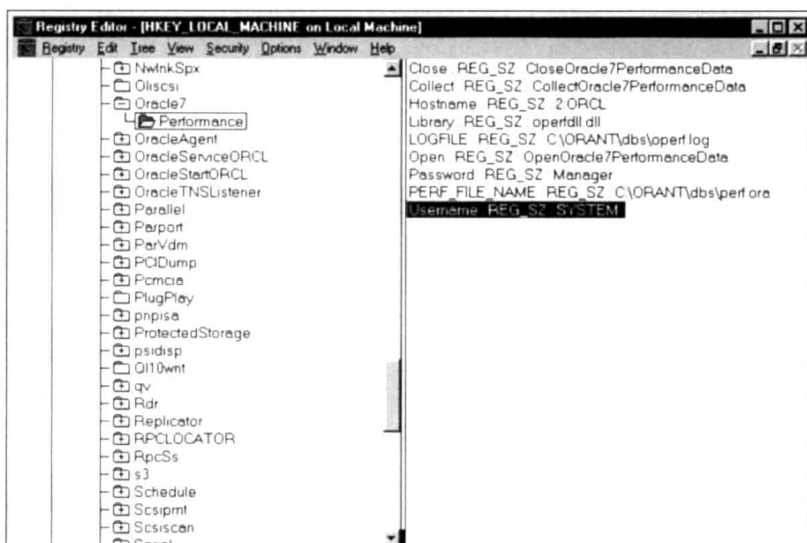 Registry Editor - [HKEY_LOCAL_MACHINE on Local Machine]
Registry Edit Tree View Security Options Window Help
NwlnkSpx
Oliscsi
Oracle7
Performance
OracleAgent
OracleServiceORCL
OracleStartORCL
OracleTNSListener
Parallel
Parport
ParVdm
PCIDump
Pcmcia
PlugPlay
pnpisa
ProtectedStorage
psidisp
Ql10wnt
qv
Rdr
Replicator
RPCLOCATOR
RpcSs
s3
Schedule
Scsiprnt
Scsiscan
Close REG_SZ CloseOracle7PerformanceData
Collect REG_SZ CollectOracle7PerformanceData
Hostname REG_SZ 2:ORCL
Library REG_SZ operfdll.dll
LOGFILE REG_SZ C:\ORANT\dbs\operf.log
Open REG_SZ OpenOracle7PerformanceData
Password REG_SZ Manager
PERF_FILE_NAME REG_SZ C:\ORANT\dbs\perf.ora
Username REG_SZ SYSTEM